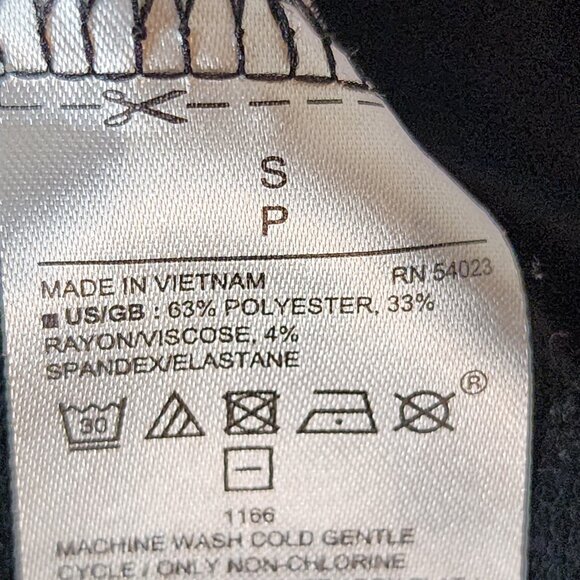 S
P
MADE IN VIETNAM RN 54023
US/GB : 63% POLYESTER, 33%
RAYON/VISCOSE, 4%
SPANDEX/ELASTANE
30
®
1166
MACHINE WASH COLD GENTLE
CYCLE / ONLY NON-CHLORINE